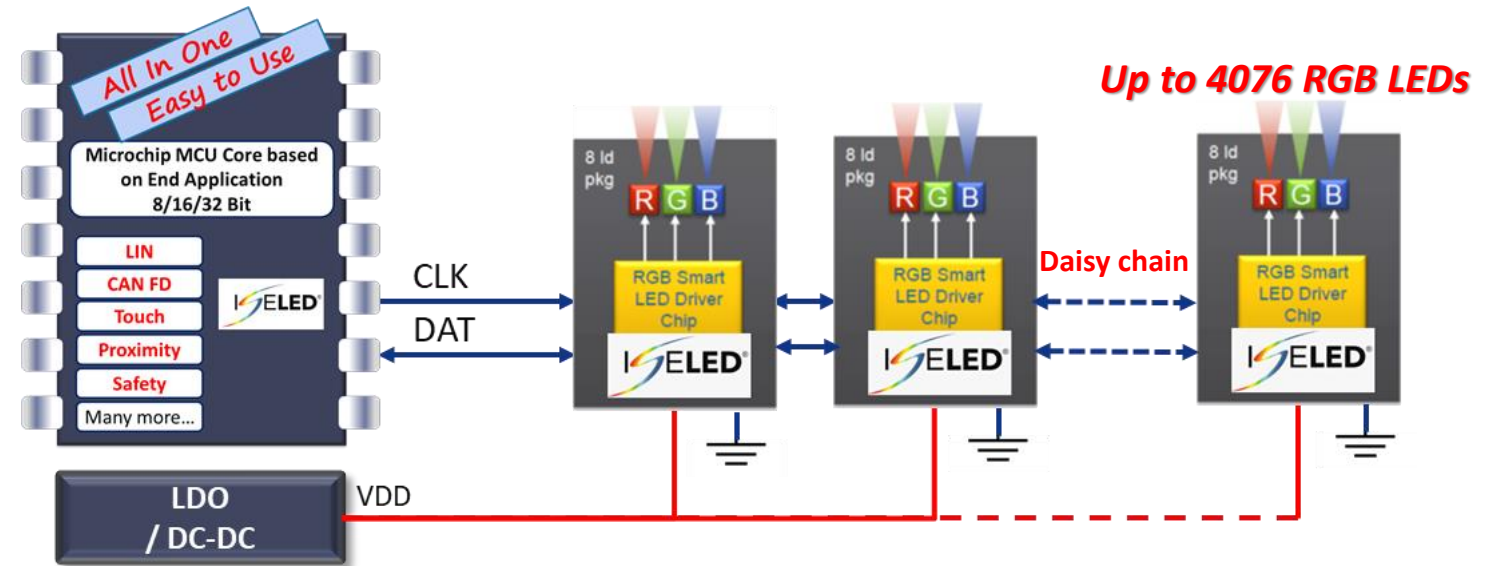 All In One
Easy to Use
Microchip MCU Core based
on End Application
8/16/32 Bit
LIN
CAN FD
Touch
Proximity
Safety
Many more...
ISELED®
CLK
DAT
LDO
/ DC-DC
VDD
8 ld
pkg
R G B
RGB Smart
LED Driver
Chip
ISELED®
8 ld
pkg
R G B
RGB Smart
LED Driver
Chip
ISELED®
Daisy chain
Up to 4076 RGB LEDs
8 ld
pkg
R G B
RGB Smart
LED Driver
Chip
ISELED®